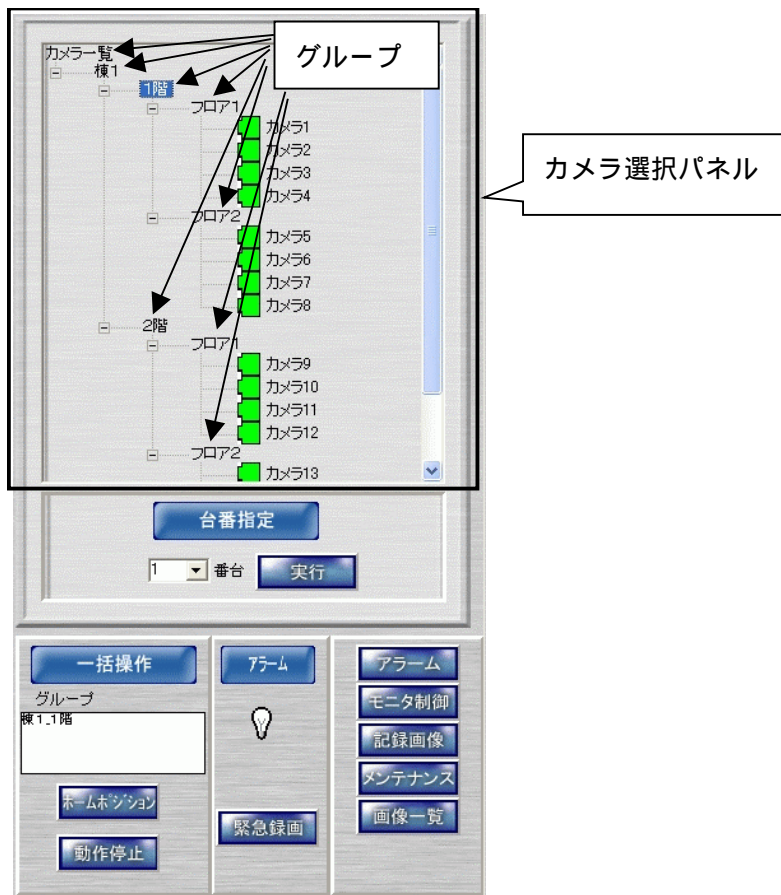 グループ
カメラ選択パネル
カメラ一覧
棟1
1階
フロア1
カメラ1
カメラ2
カメラ3
カメラ4
フロア2
カメラ5
カメラ6
カメラ7
カメラ8
2階
フロア1
カメラ9
カメラ10
カメラ11
カメラ12
フロア2
カメラ13
台番指定
1 番台 実行
一括操作
グループ
棟1_1階
ホームポジション
動作停止
アラーム
緊急録画
アラーム
モニタ制御
記録画像
メンテナンス
画像一覧